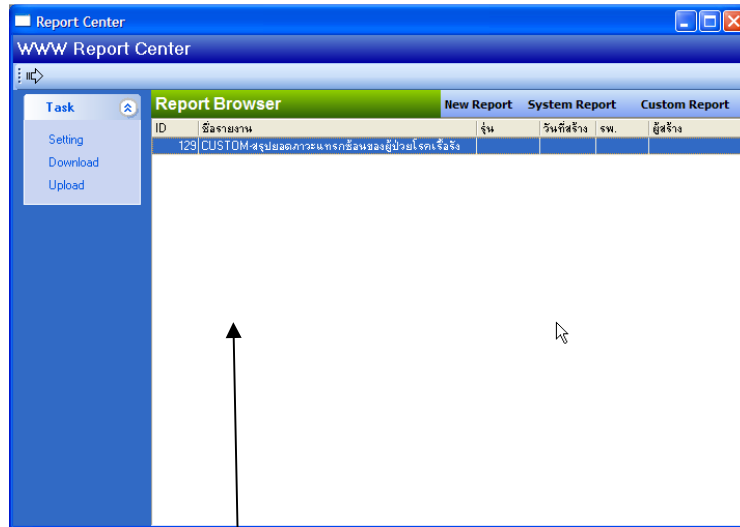 Report Center
WWW Report Center
Task
Setting
Download
Upload
Report Browser New Report System Report Custom Report
ID ชื่อรายงาน รุ่น วันที่สร้าง รพ. ผู้สร้าง
129 CUSTOM-สรุปยอดภาวะแทรกซ้อนของผู้ป่วยโรคเรื้อรัง